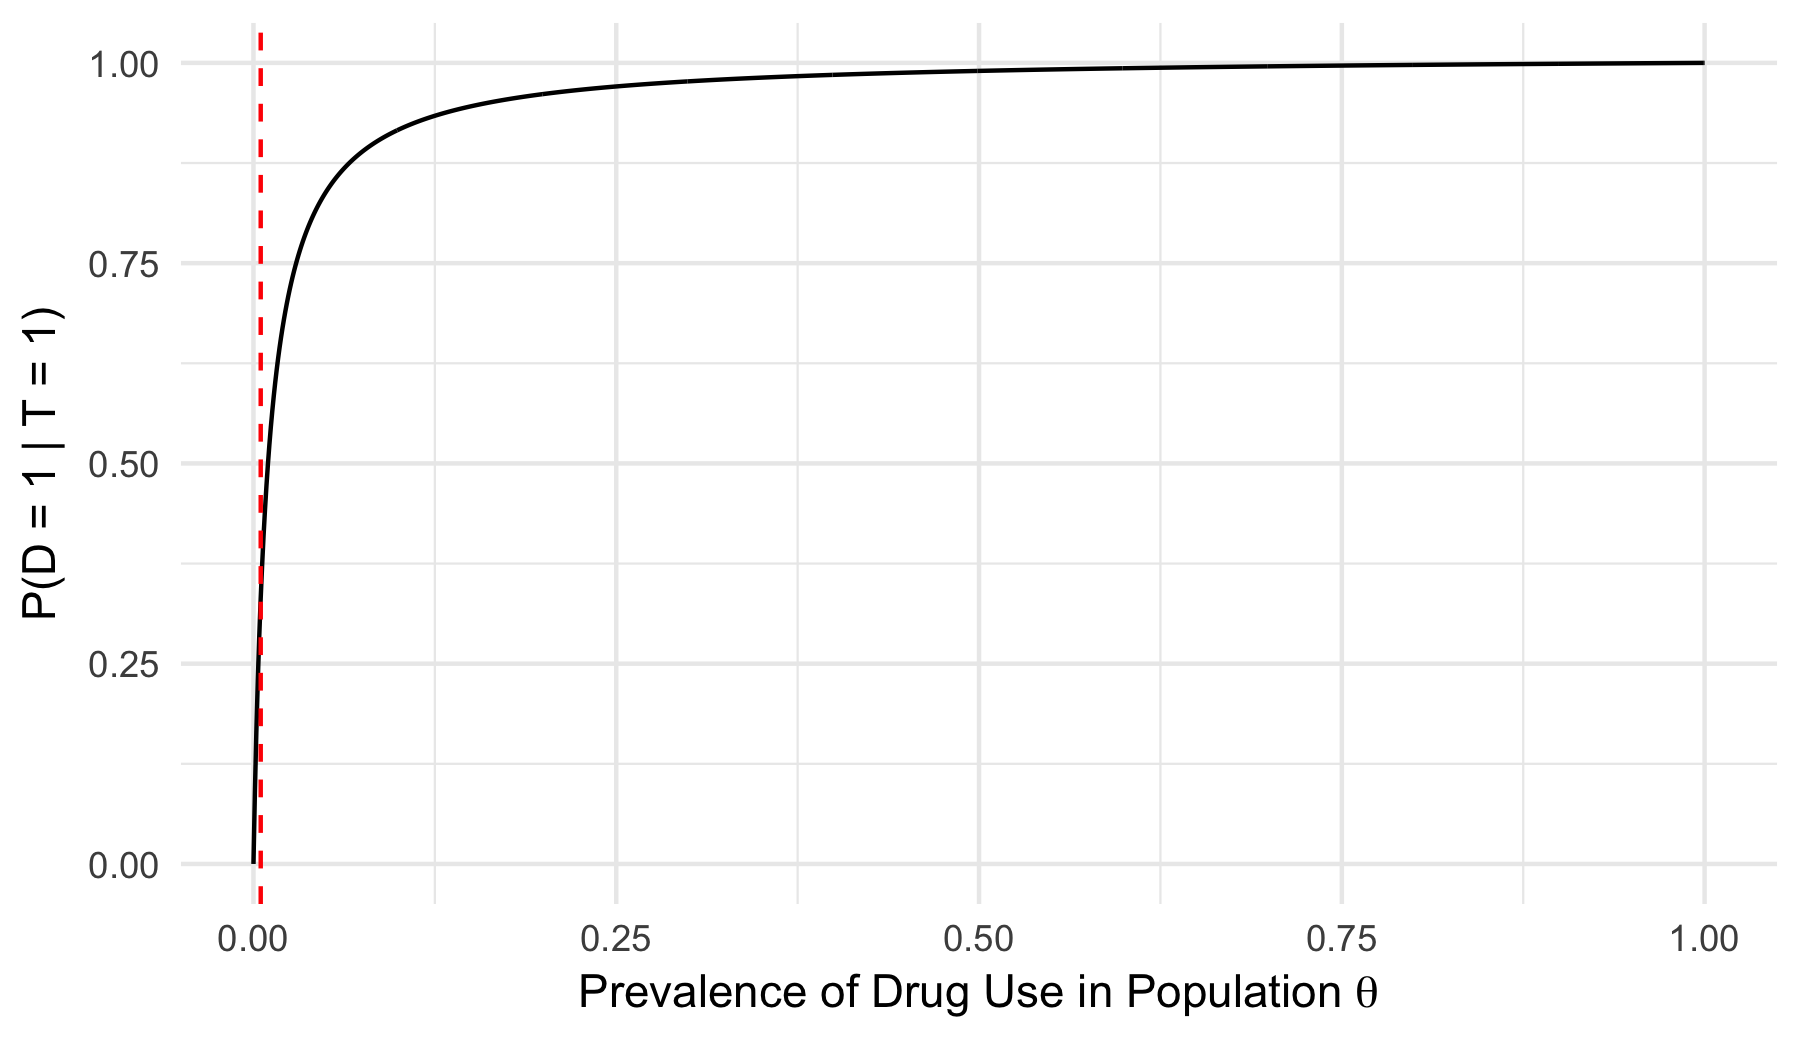 P(D = 1 | T = 1)
1.00
0.75
0.50
0.25
0.00
0.00 0.25 0.50 0.75 1.00
Prevalence of Drug Use in Population θ